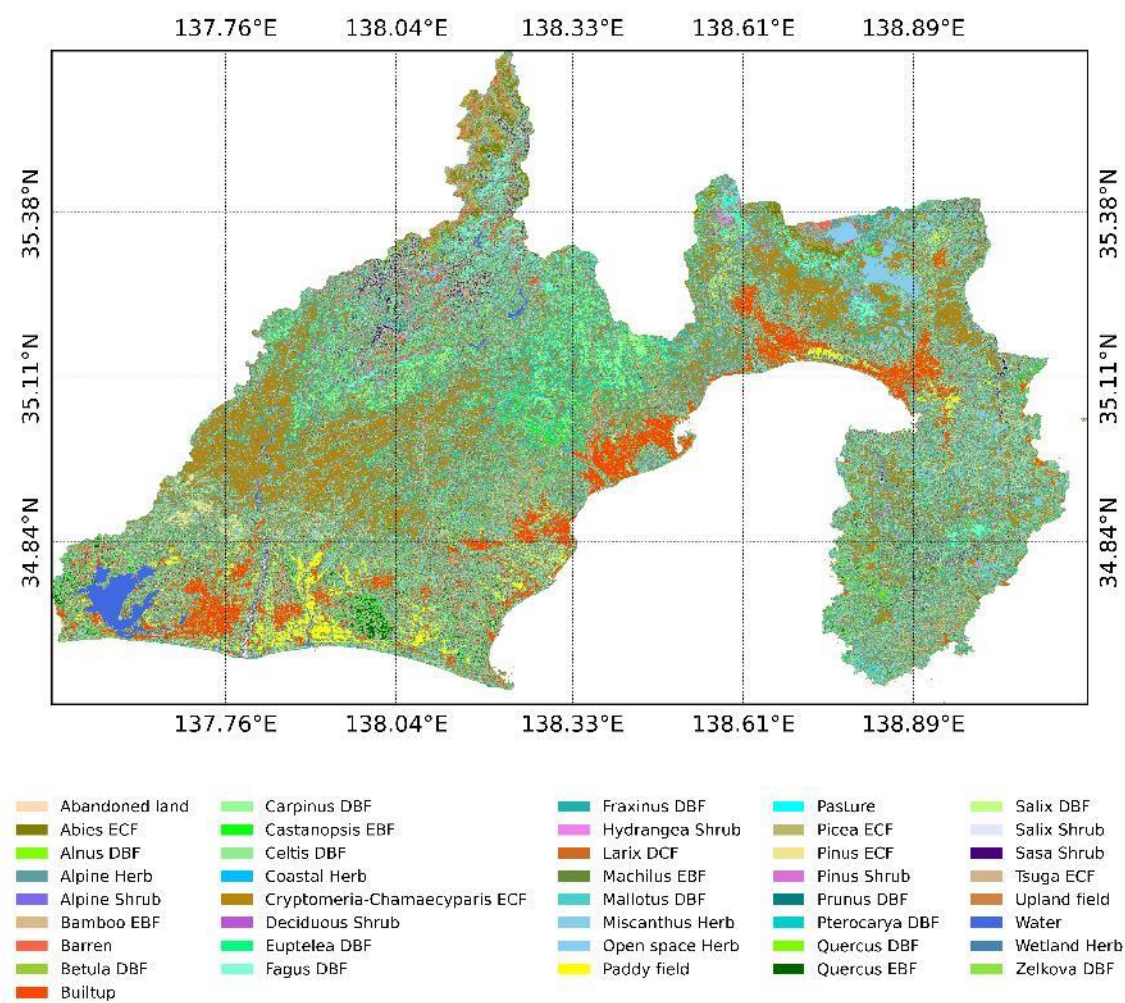 137.76°E 138.04°E 138.33°E 138.61°E 138.89°E
35.38°N 35.38°N
35.11°N 35.11°N
34.84°N 34.84°N
137.76°E 138.04°E 138.33°E 138.61°E 138.89°E
Abandoned land
Abies ECF
Alnus DBF
Alpine Herb
Alpine Shrub
Bamboo EBF
Barren
Betula DBF
Builtup
Carpinus DBF
Castanopsis EBF
Celtis DBF
Coastal Herb
Cryptomeria-Chamaecyparis ECF
Deciduous Shrub
Euptelea DBF
Fagus DBF
Fraxinus DBF
Hydrangea Shrub
Larix DCF
Machilus EBF
Mallotus DBF
Miscanthus Herb
Open space Herb
Paddy field
Pasture
Picea ECF
Pinus ECF
Pinus Shrub
Prunus DBF
Pterocarya DBF
Quercus DBF
Quercus EBF
Salix DBF
Salix Shrub
Sasa Shrub
Tsuga ECF
Upland field
Water
Wetland Herb
Zelkova DBF